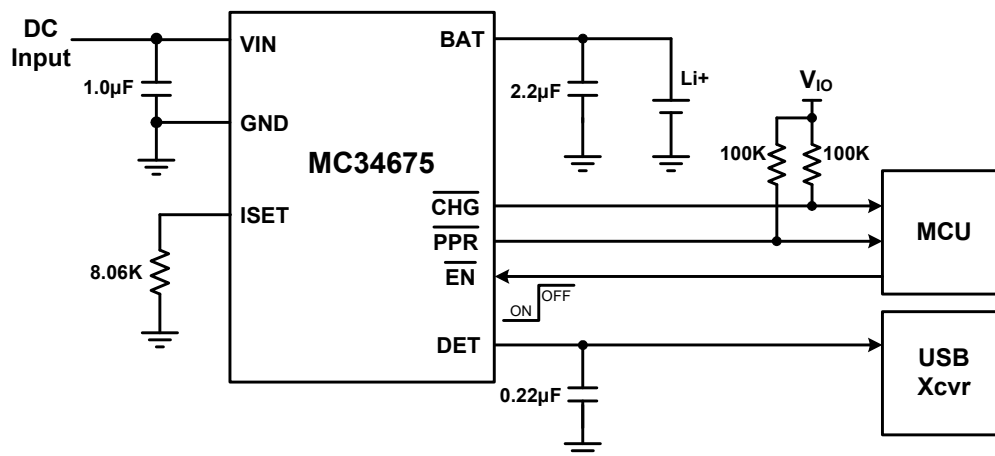 DC
Input
VIN
BAT
1.0µF
2.2µF
Li+
VIO
GND
MC34675
100K
100K
ISET
CHG
PPR
MCU
8.06K
EN
ON
OFF
DET
USB
Xcvr
0.22µF